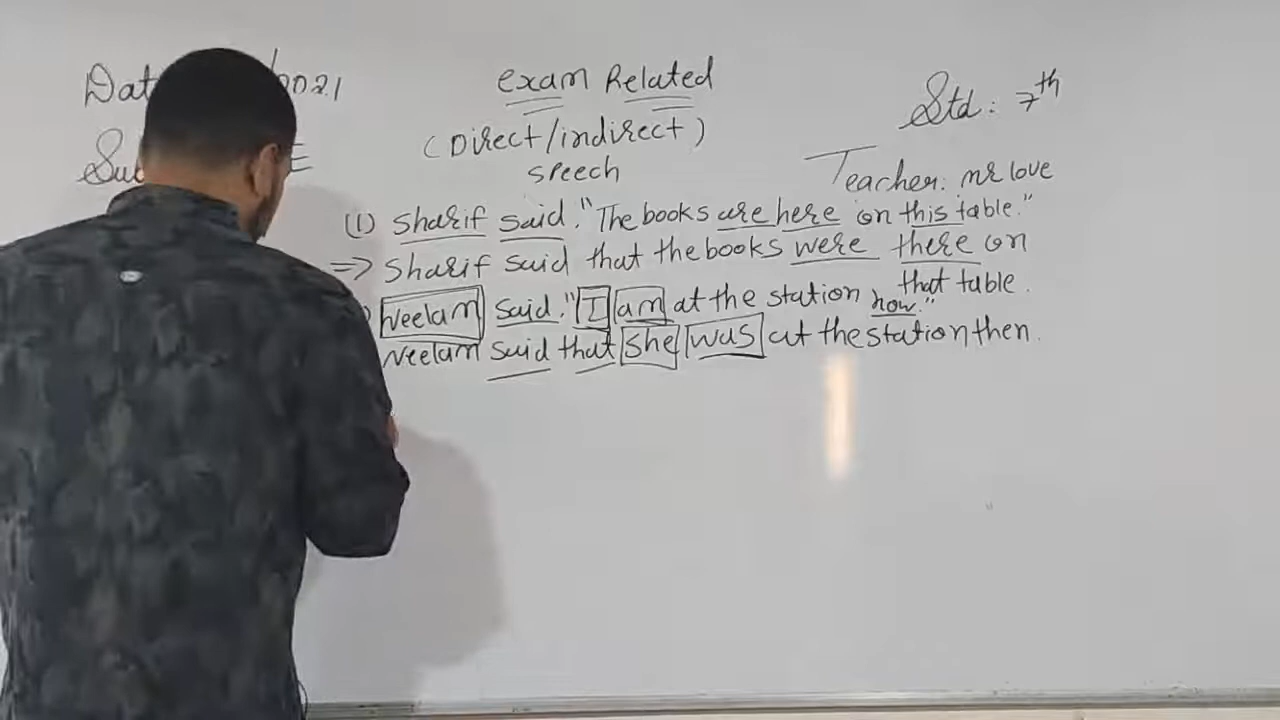 exam Related
(Direct/indirect)
speech
2021
Std: 7th
Teacher: mr love
(1) Sharif said."The books are here on this table."
=> Sharif said that the books were there on
that table.
Neelam said."I am at the station now."
Neelam said that she was at the station then.